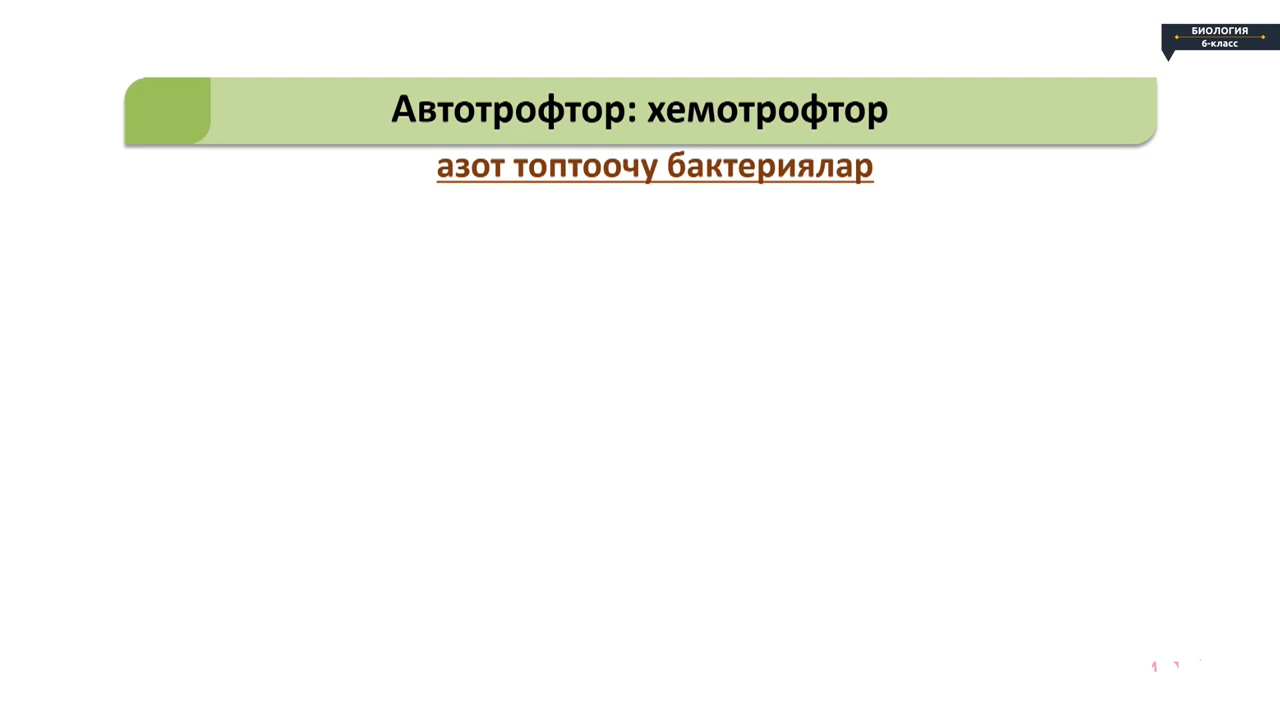 БИОЛОГИЯ
6-класс
Автотрофтор: хемотрофтор
азот топтоочу бактериялар